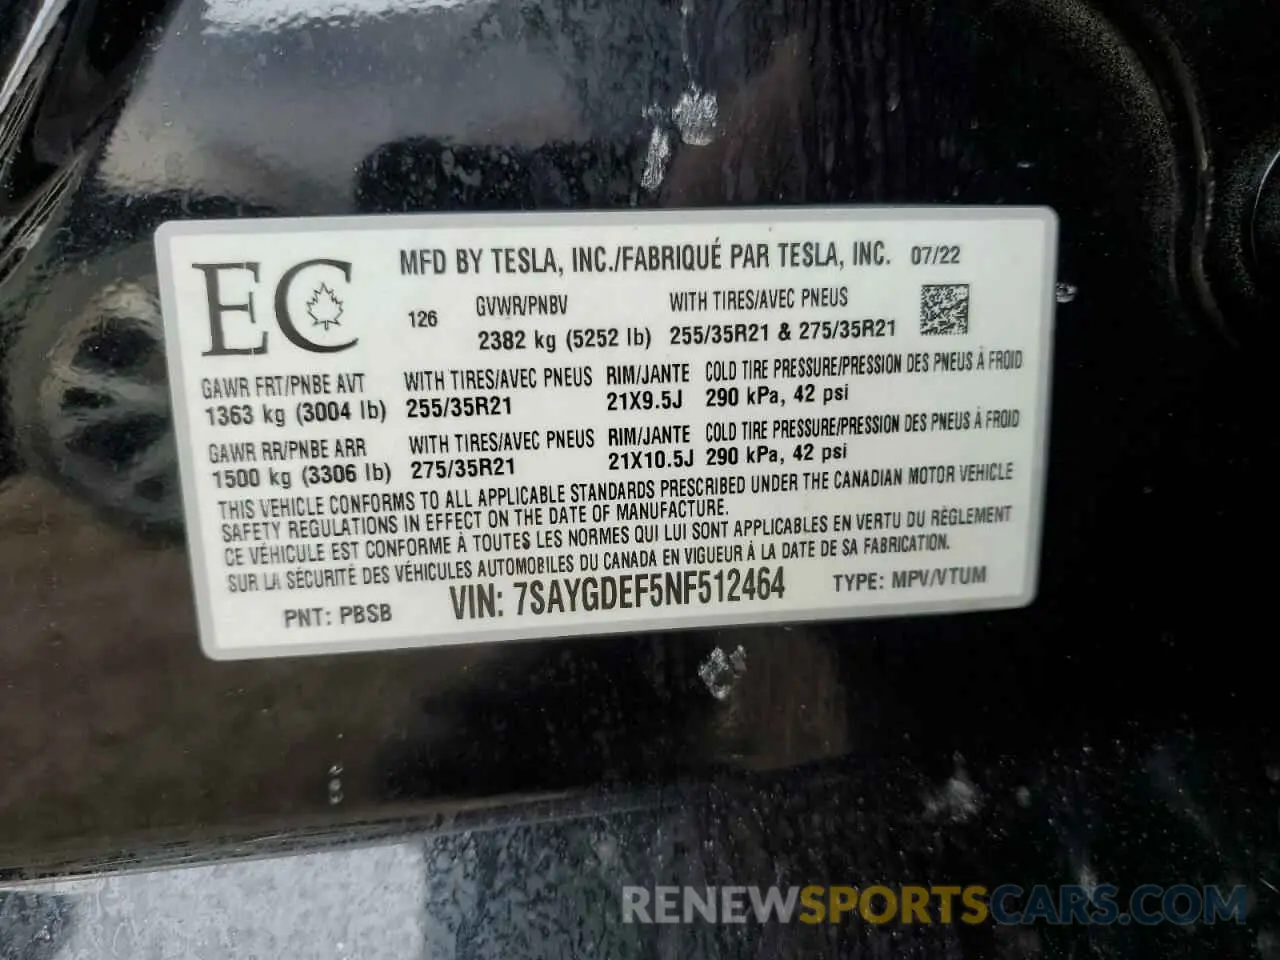 EC
MFD BY TESLA, INC./FABRIQUÉ PAR TESLA, INC. 07/22
126 GVWR/PNBV WITH TIRES/AVEC PNEUS
2382 kg (5252 lb) 255/35R21 & 275/35R21
GAWR FRT/PNBE AVT WITH TIRES/AVEC PNEUS RIM/JANTE COLD TIRE PRESSURE/PRESSION DES PNEUS À FROID
1363 kg (3004 lb) 255/35R21 21X9.5J 290 kPa, 42 psi
GAWR RR/PNBE ARR WITH TIRES/AVEC PNEUS RIM/JANTE COLD TIRE PRESSURE/PRESSION DES PNEUS À FROID
1500 kg (3306 lb) 275/35R21 21X10.5J 290 kPa, 42 psi
THIS VEHICLE CONFORMS TO ALL APPLICABLE STANDARDS PRESCRIBED UNDER THE CANADIAN MOTOR VEHICLE
SAFETY REGULATIONS IN EFFECT ON THE DATE OF MANUFACTURE.
CE VÉHICULE EST CONFORME À TOUTES LES NORMES QUI LUI SONT APPLICABLES EN VERTU DU RÈGLEMENT
SUR LA SÉCURITÉ DES VÉHICULES AUTOMOBILES DU CANADA EN VIGUEUR À LA DATE DE SA FABRICATION.
PNT: PBSB VIN: 7SAYGDEF5NF512464 TYPE: MPV/VTUM
RENEWSPORTSCARS.COM